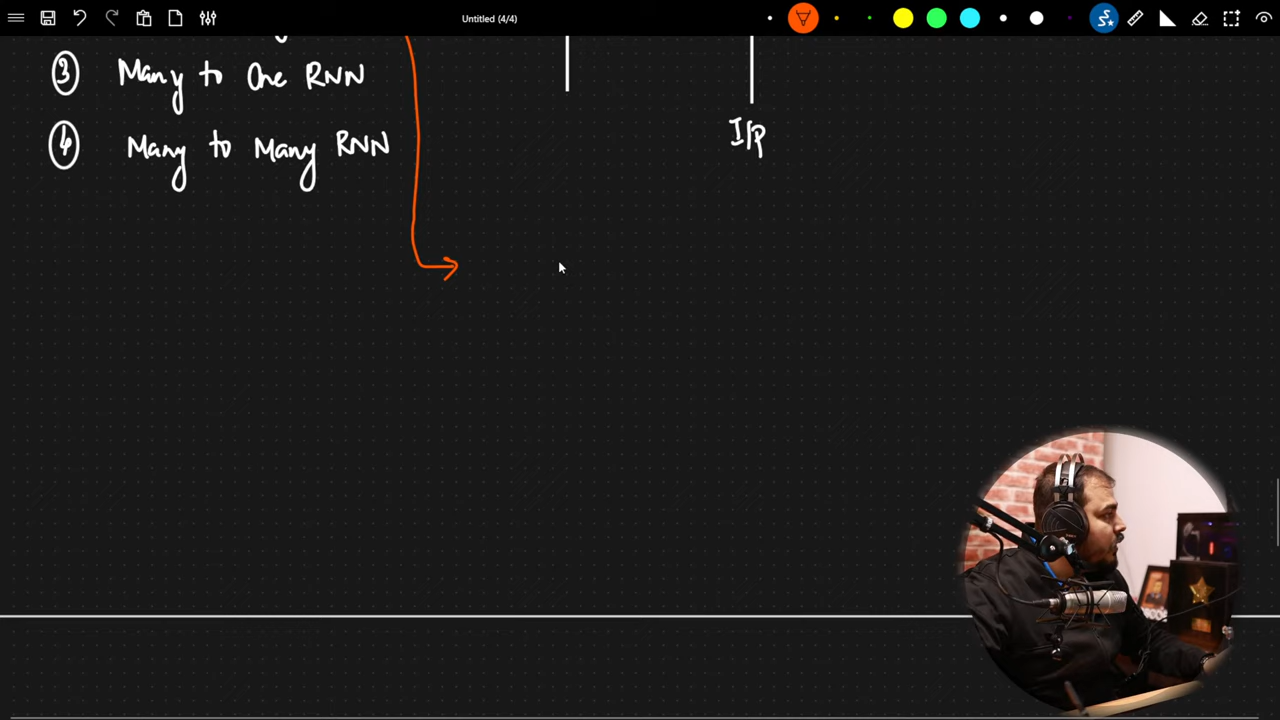 Untitled (4/4)
③ Many to One RNN
④ Many to Many RNN
I/P